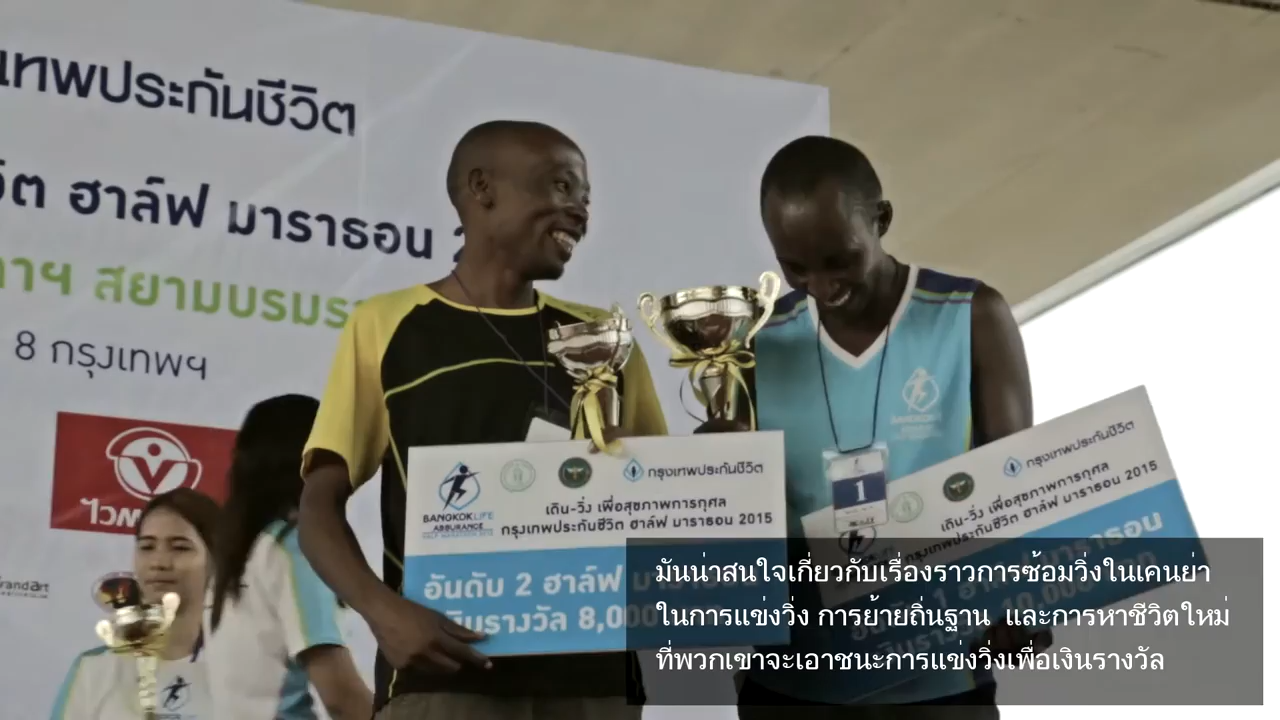 เทพประกันชีวิต
ฮาล์ฟ มาราธอน
สยามบรมรา
8 กรุงเทพฯ
BANGKOK LIFE
ASSURANCE
กรุงเทพประกันชีวิต
เดิน-วิ่ง เพื่อสุขภาพการกุศล
กรุงเทพประกันชีวิต ฮาล์ฟ มาราธอน 2015
อันดับ 2 ฮาล์ฟ
เงินรางวัล 8,000
BANGKOK LIFE
1
กรุงเทพประกันชีวิต
เดิน-วิ่ง เพื่อสุขภาพการกุศล
กรุงเทพประกันชีวิต ฮาล์ฟ มาราธอน 2015
มันน่าสนใจเกี่ยวกับเรื่องราวการซ้อมวิ่งในเคนย่า
ในการแข่งวิ่ง การย้ายถิ่นฐาน และการหาชีวิตใหม่
ที่พวกเขาจะเอาชนะการแข่งวิ่งเพื่อเงินรางวัล